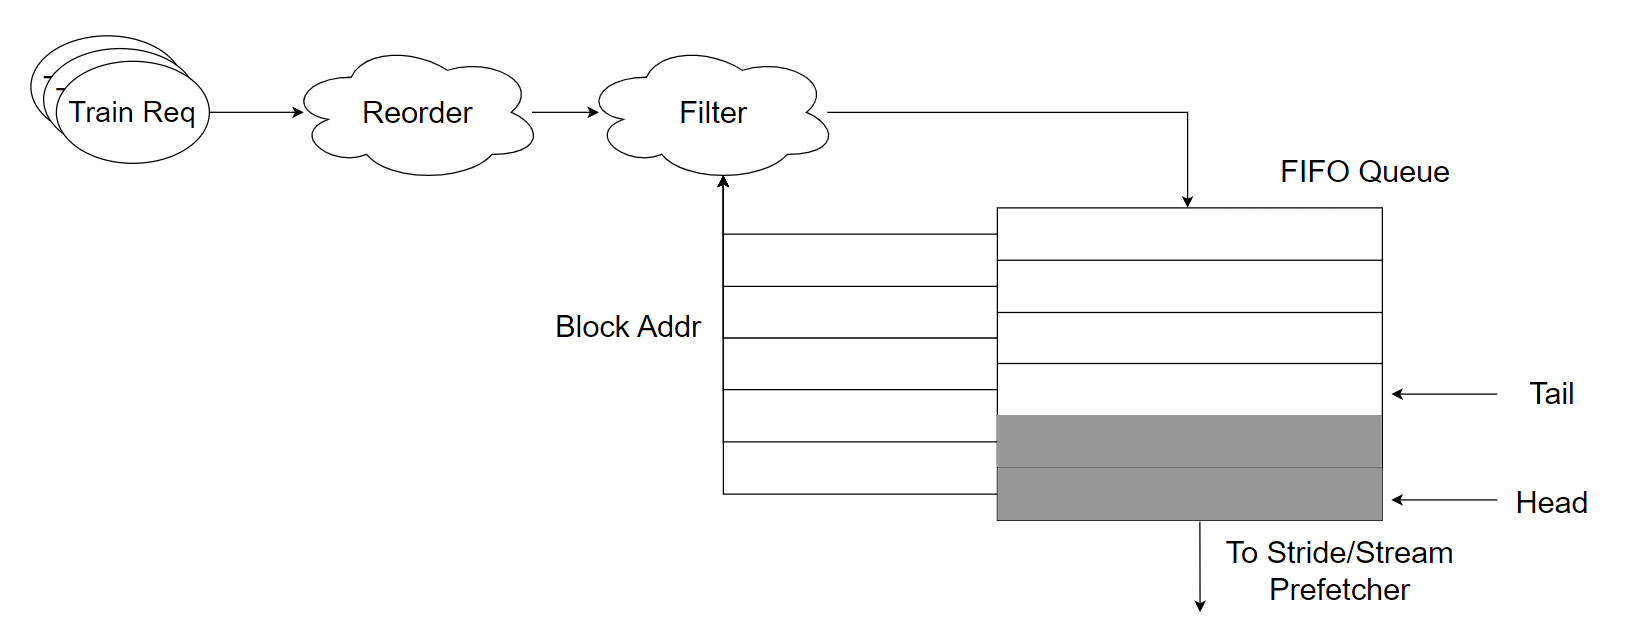 Train Req
Reorder
Filter
FIFO Queue
Block Addr
Tail
Head
To Stride/Stream
Prefetcher